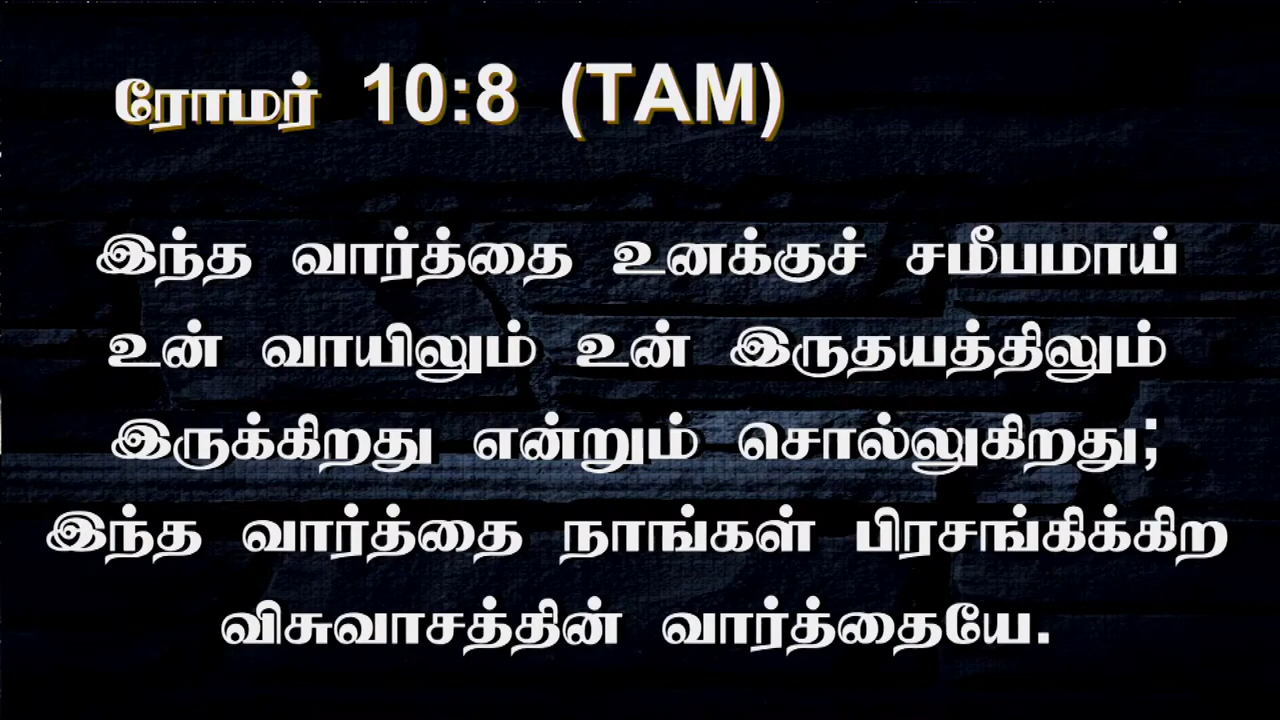 ரோமர் 10:8 (TAM)
இந்த வார்த்தை உனக்குச் சமீபமாய்
உன் வாயிலும் உன் இருதயத்திலும்
இருக்கிறது என்றும் சொல்லுகிறது;
இந்த வார்த்தை நாங்கள் பிரசங்கிக்கிற
விசுவாசத்தின் வார்த்தையே.